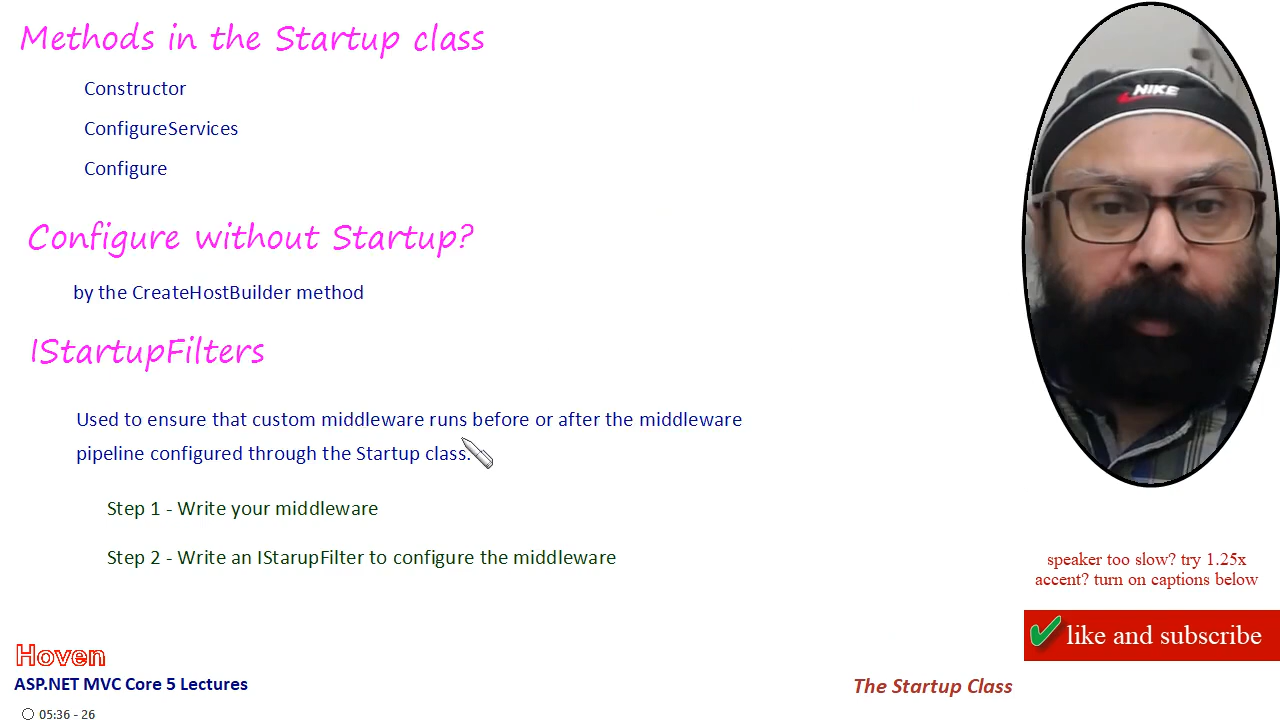 Methods in the Startup class
Constructor
ConfigureServices
Configure
Configure without Startup?
by the CreateHostBuilder method
IStartupFilters
Used to ensure that custom middleware runs before or after the middleware
pipeline configured through the Startup class.
Step 1 - Write your middleware
Step 2 - Write an IStarupFilter to configure the middleware
NIKE
speaker too slow? try 1.25x
accent? turn on captions below
like and subscribe
Hoven
ASP.NET MVC Core 5 Lectures
The Startup Class
05:36 - 26